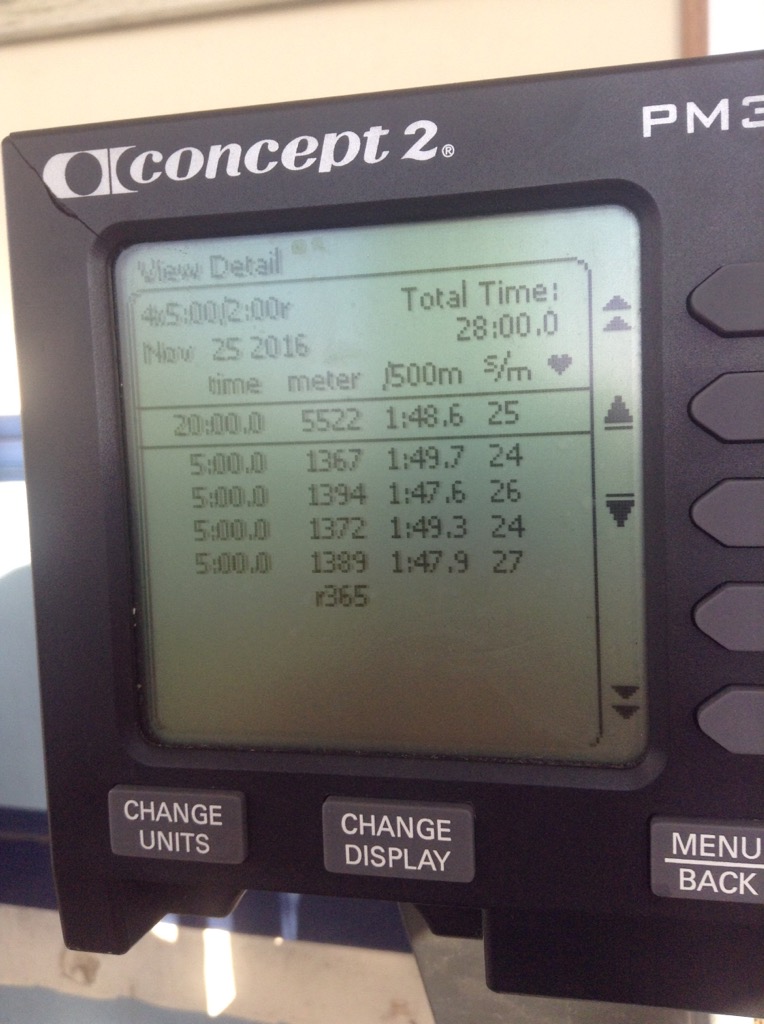 concept 2®
PM3
View Detail
4x5:00/2:00r
Total Time:
28:00.0
Nov 25 2016
time meter /500m s/m ♥
20:00.0 5522 1:48.6 25
5:00.0 1367 1:49.7 24
5:00.0 1394 1:47.6 26
5:00.0 1372 1:49.3 24
5:00.0 1389 1:47.9 27
r365
CHANGE
UNITS
CHANGE
DISPLAY
MENU
BACK